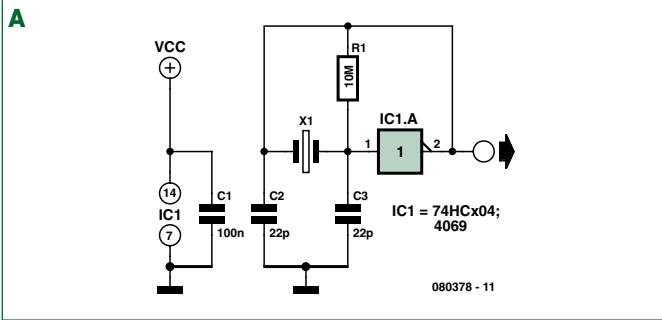 A
VCC
+
R1
10M
X1
IC1.A
1
1
2
14
IC1
7
C1
100n
C2
22p
C3
22p
IC1 = 74HCx04;
4069
080378 - 11